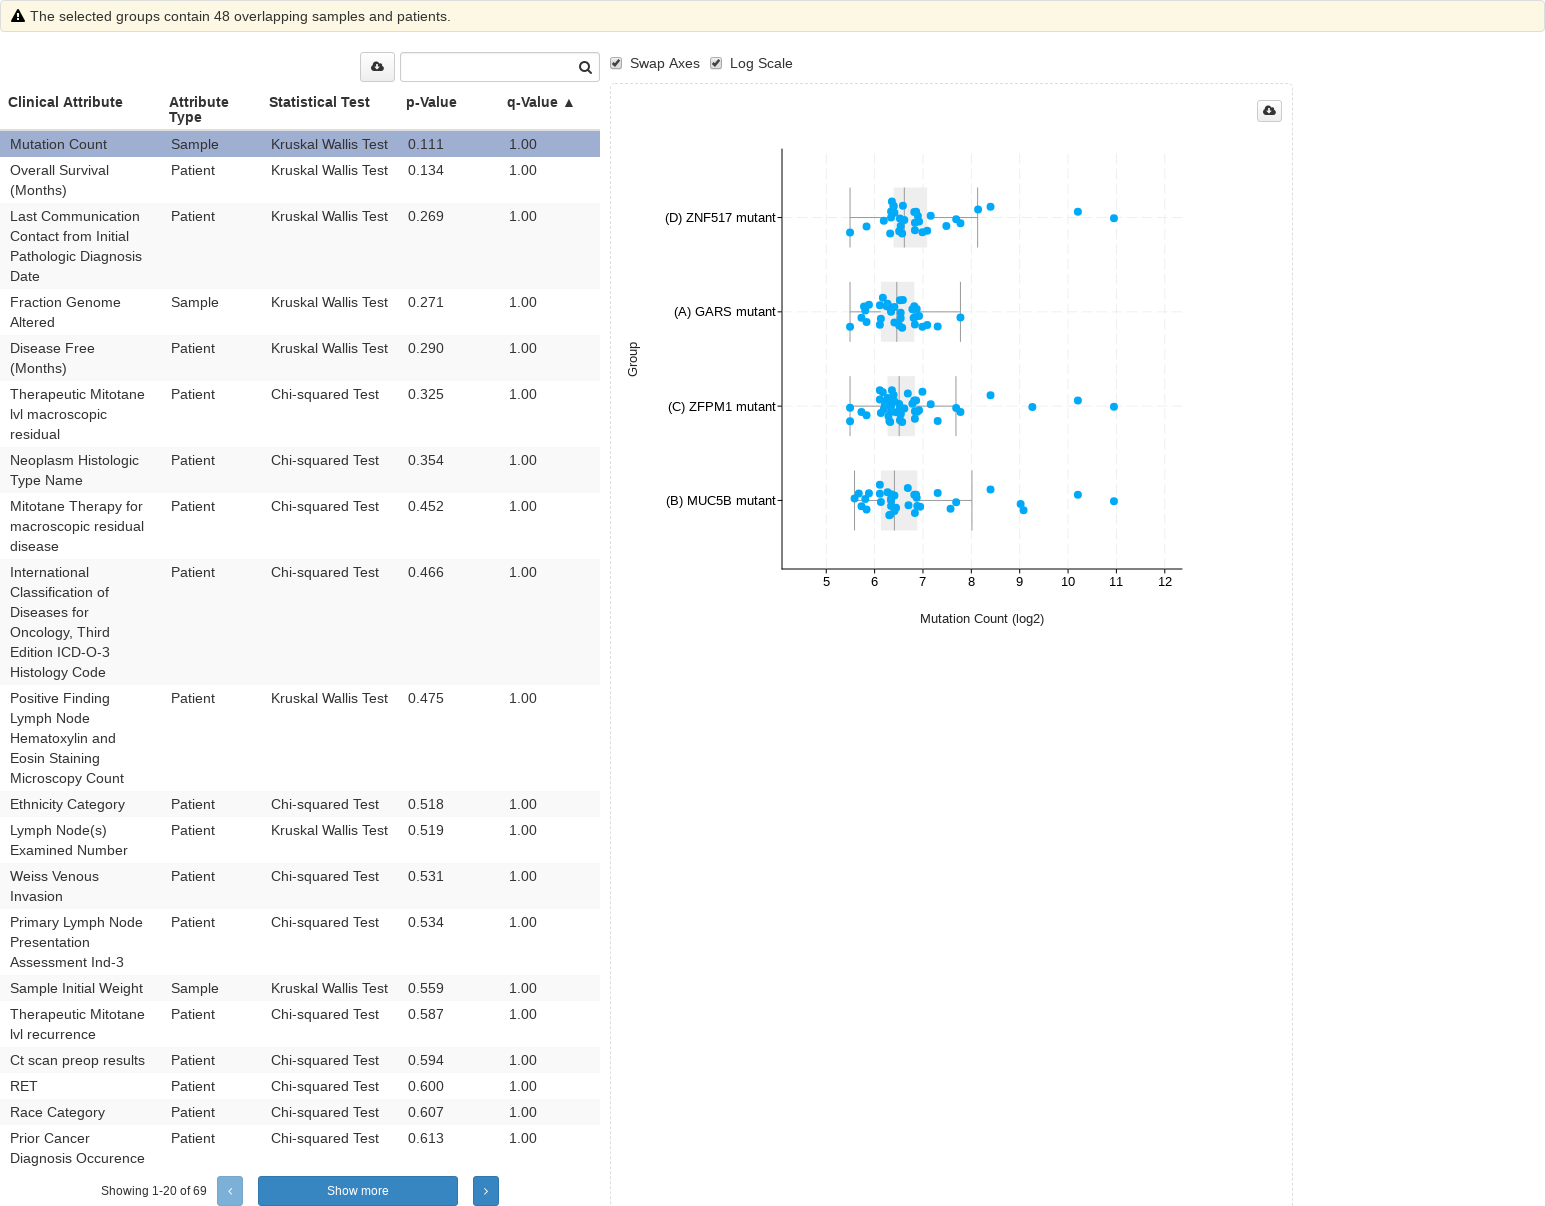 The selected groups contain 48 overlapping samples and patients.
Swap Axes Log Scale
Clinical Attribute Attribute Type Statistical Test p-Value q-Value ▲
Mutation Count Sample Kruskal Wallis Test 0.111 1.00
Overall Survival (Months) Patient Kruskal Wallis Test 0.134 1.00
Last Communication Contact from Initial Pathologic Diagnosis Date Patient Kruskal Wallis Test 0.269 1.00
Fraction Genome Altered Sample Kruskal Wallis Test 0.271 1.00
Disease Free (Months) Patient Kruskal Wallis Test 0.290 1.00
Therapeutic Mitotane lvl macroscopic residual Patient Chi-squared Test 0.325 1.00
Neoplasm Histologic Type Name Patient Chi-squared Test 0.354 1.00
Mitotane Therapy for macroscopic residual disease Patient Chi-squared Test 0.452 1.00
International Classification of Diseases for Oncology, Third Edition ICD-O-3 Histology Code Patient Chi-squared Test 0.466 1.00
Positive Finding Lymph Node Hematoxylin and Eosin Staining Microscopy Count Patient Kruskal Wallis Test 0.475 1.00
Ethnicity Category Patient Chi-squared Test 0.518 1.00
Lymph Node(s) Examined Number Patient Kruskal Wallis Test 0.519 1.00
Weiss Venous Invasion Patient Chi-squared Test 0.531 1.00
Primary Lymph Node Presentation Assessment Ind-3 Patient Chi-squared Test 0.534 1.00
Sample Initial Weight Sample Kruskal Wallis Test 0.559 1.00
Therapeutic Mitotane lvl recurrence Patient Chi-squared Test 0.587 1.00
Ct scan preop results Patient Chi-squared Test 0.594 1.00
RET Patient Chi-squared Test 0.600 1.00
Race Category Patient Chi-squared Test 0.607 1.00
Prior Cancer Diagnosis Occurence Patient Chi-squared Test 0.613 1.00
Showing 1-20 of 69 ‹ Show more ›
Group
(D) ZNF517 mutant
(A) GARS mutant
(C) ZFPM1 mutant
(B) MUC5B mutant
5 6 7 8 9 10 11 12
Mutation Count (log2)